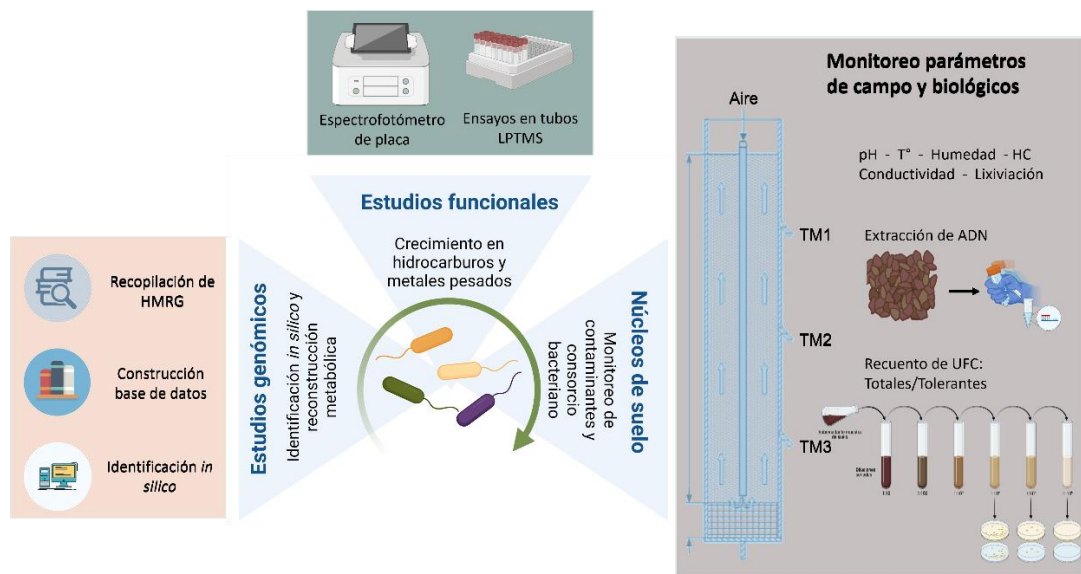 Espectrofotómetro
de placa
Ensayos en tubos
LPTMS
Estudios funcionales
Crecimiento en
hidrocarburos y
metales pesados
Recopilación de
HMRG
Construcción
base de datos
Identificación in
silico
Estudios genómicos
Identificación in silico y
reconstrucción
metabólica
Núcleos de suelo
Monitoreo de
contaminantes y
consorcio
bacteriano
Monitoreo parámetros
de campo y biológicos
Aire
TM1
TM2
TM3
pH - T° - Humedad - HC
Conductividad - Lixiviación
Extracción de ADN
Recuento de UFC:
Totales/Tolerantes